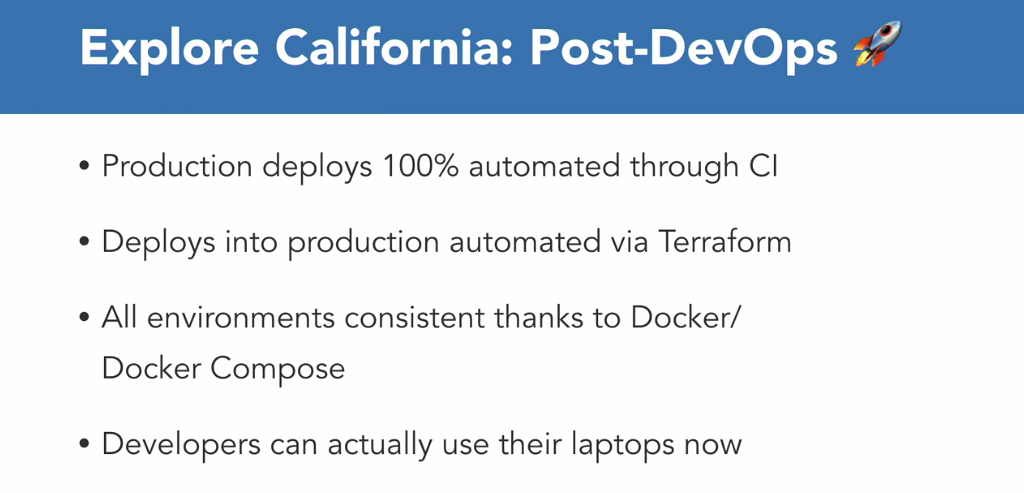 Explore California: Post-DevOps 🚀
• Production deploys 100% automated through CI
• Deploys into production automated via Terraform
• All environments consistent thanks to Docker/
Docker Compose
• Developers can actually use their laptops now